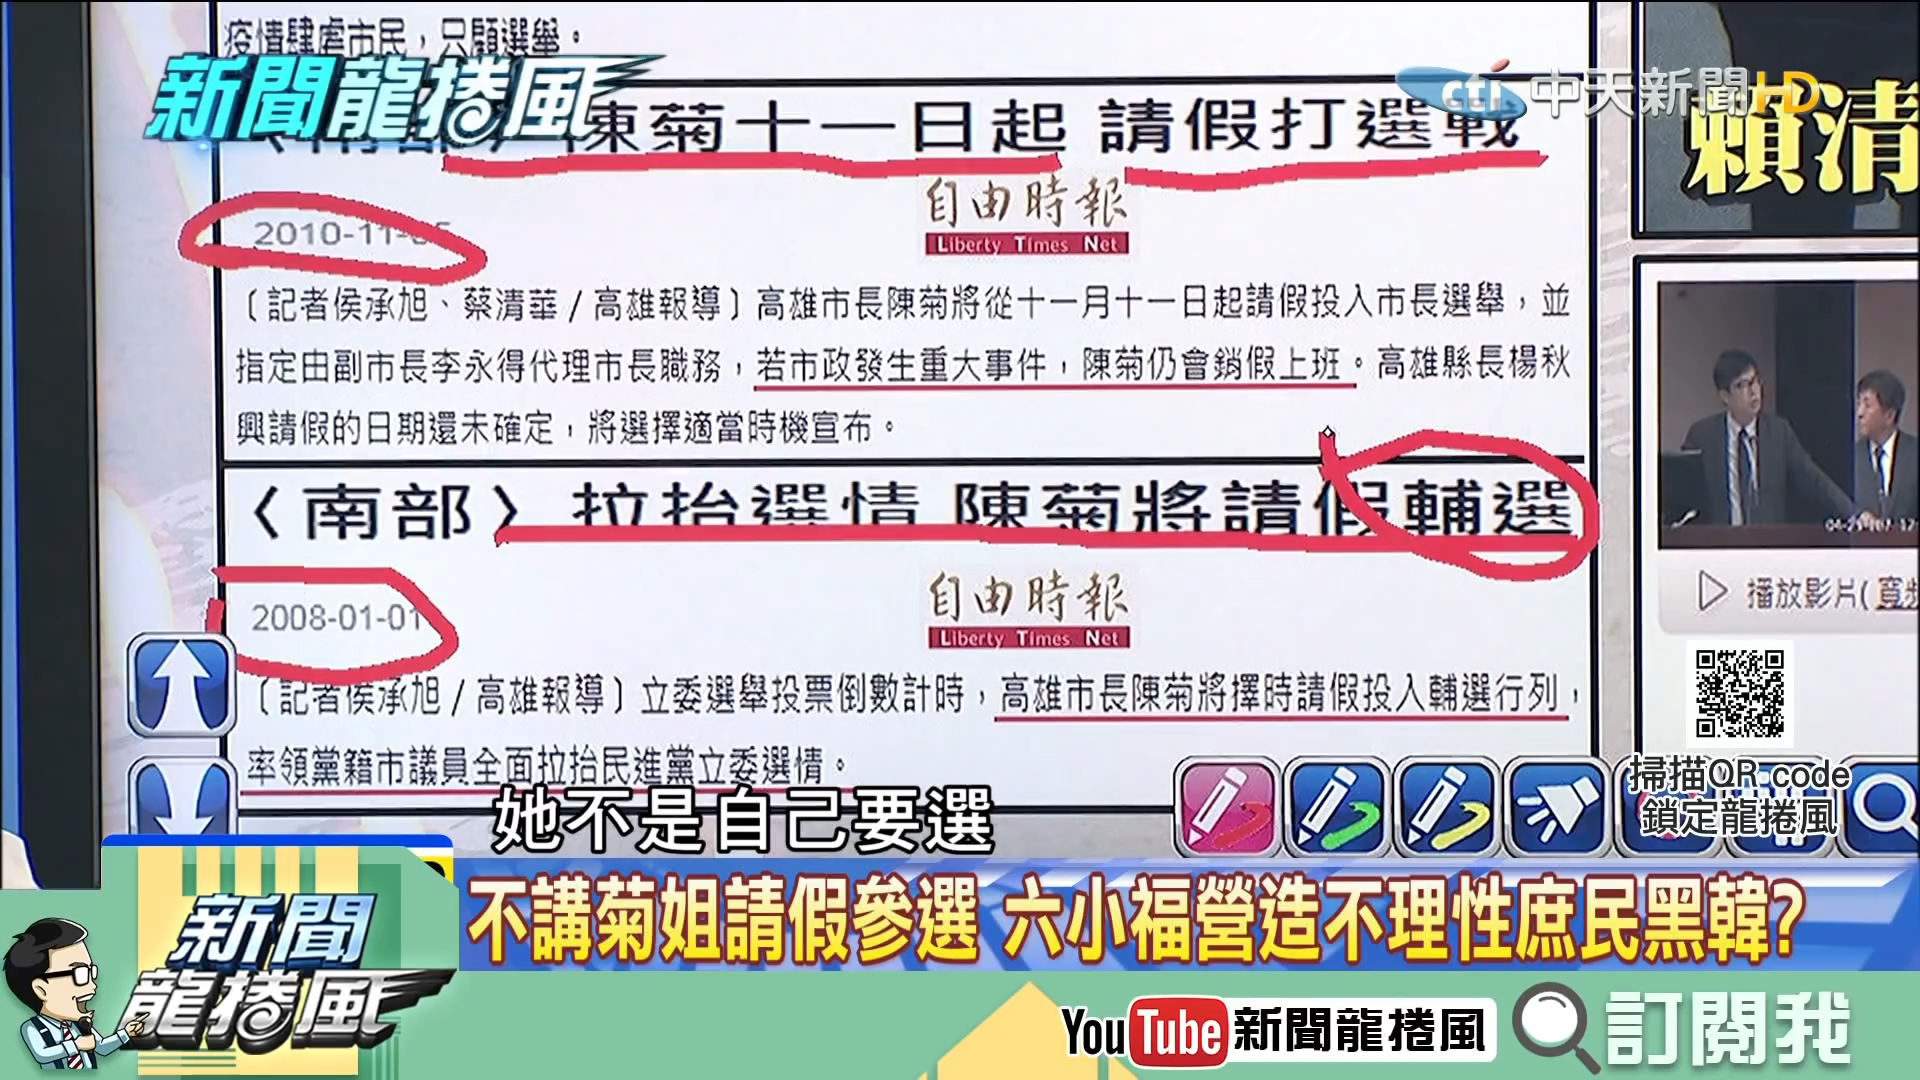 疫情肆虐市民，只顧選舉。
新聞龍捲風
cti 中天新聞HD
陳菊十一日起 請假打選戰
賴清
自由時報
Liberty Times Net
2010-11-
〔記者侯承旭、蔡清華／高雄報導〕高雄市長陳菊將從十一月十一日起請假投入市長選舉，並
指定由副市長李永得代理市長職務，若市政發生重大事件，陳菊仍會銷假上班。高雄縣長楊秋
興請假的日期還未確定，將選擇適當時機宣布。
〈南部〉拉抬選情 陳菊將請假輔選
自由時報
Liberty Times Net
2008-01-01
〔記者侯承旭／高雄報導〕立委選舉投票倒數計時，高雄市長陳菊將擇時請假投入輔選行列，
率領黨籍市議員全面拉抬民進黨立委選情。
播放影片(寬頻
掃描QR code
鎖定龍捲風
她不是自己要選
不講菊姐請假參選 六小福營造不理性庶民黑韓?
新聞
龍捲風
YouTube 新聞龍捲風
訂閱我